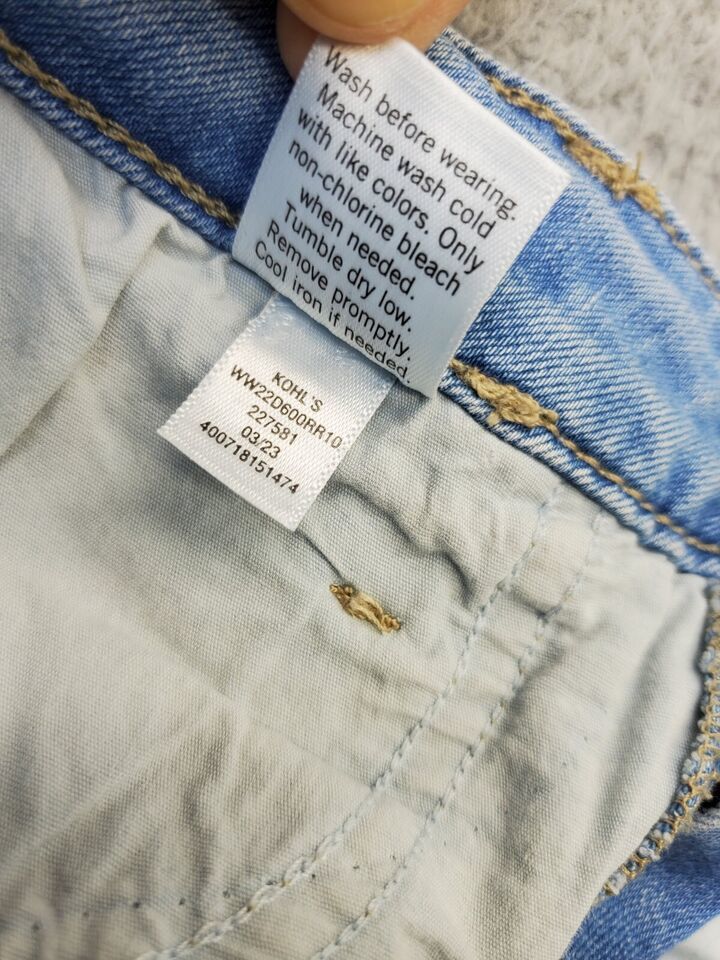 Wash before wearing.
Machine wash cold
with like colors. Only
non-chlorine bleach
when needed.
Tumble dry low.
Remove promptly.
Cool iron if needed.
KOHL'S
WW22D600RR10
227581
03/23
400718151474